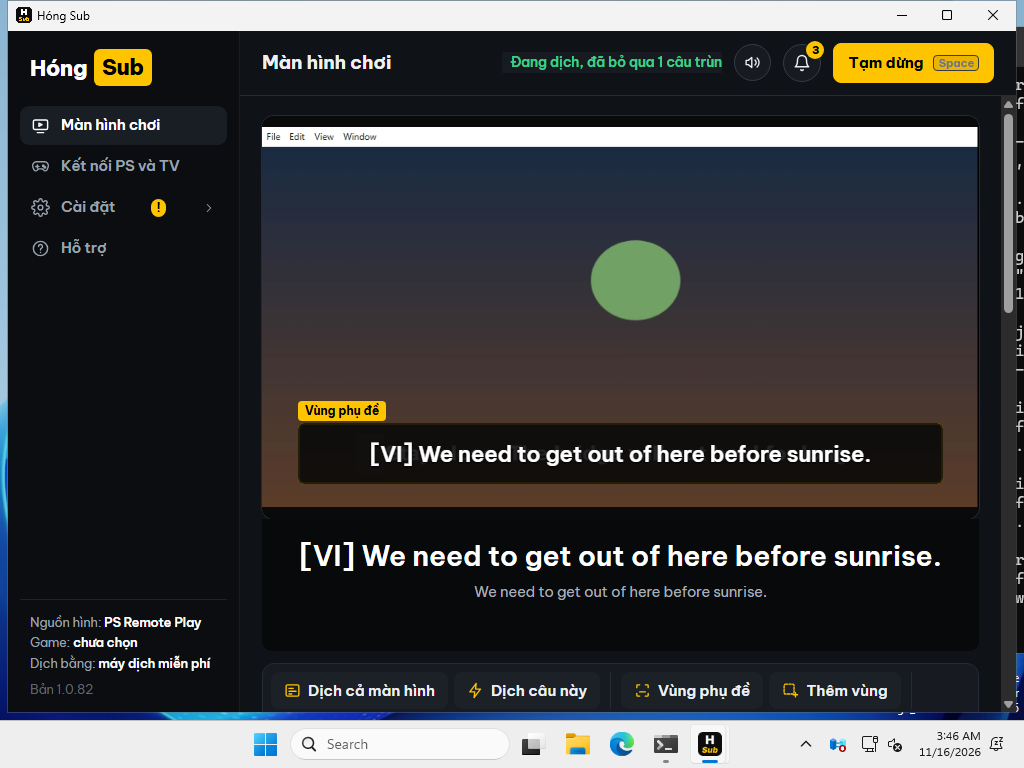 Hóng Sub
Hóng Sub
Màn hình chơi
Kết nối PS và TV
Cài đặt
!
Hỗ trợ
Nguồn hình: PS Remote Play
Game: chưa chọn
Dịch bằng: máy dịch miễn phí
Bản 1.0.82
Màn hình chơi
Đang dịch, đã bỏ qua 1 câu trùn
3
Tạm dừng Space
File Edit View Window
Vùng phụ đề
[VI] We need to get out of here before sunrise.
[VI] We need to get out of here before sunrise.
We need to get out of here before sunrise.
Dịch cả màn hình
Dịch câu này
Vùng phụ đề
Thêm vùng
Search
H Sub
3:46 AM
11/16/2026